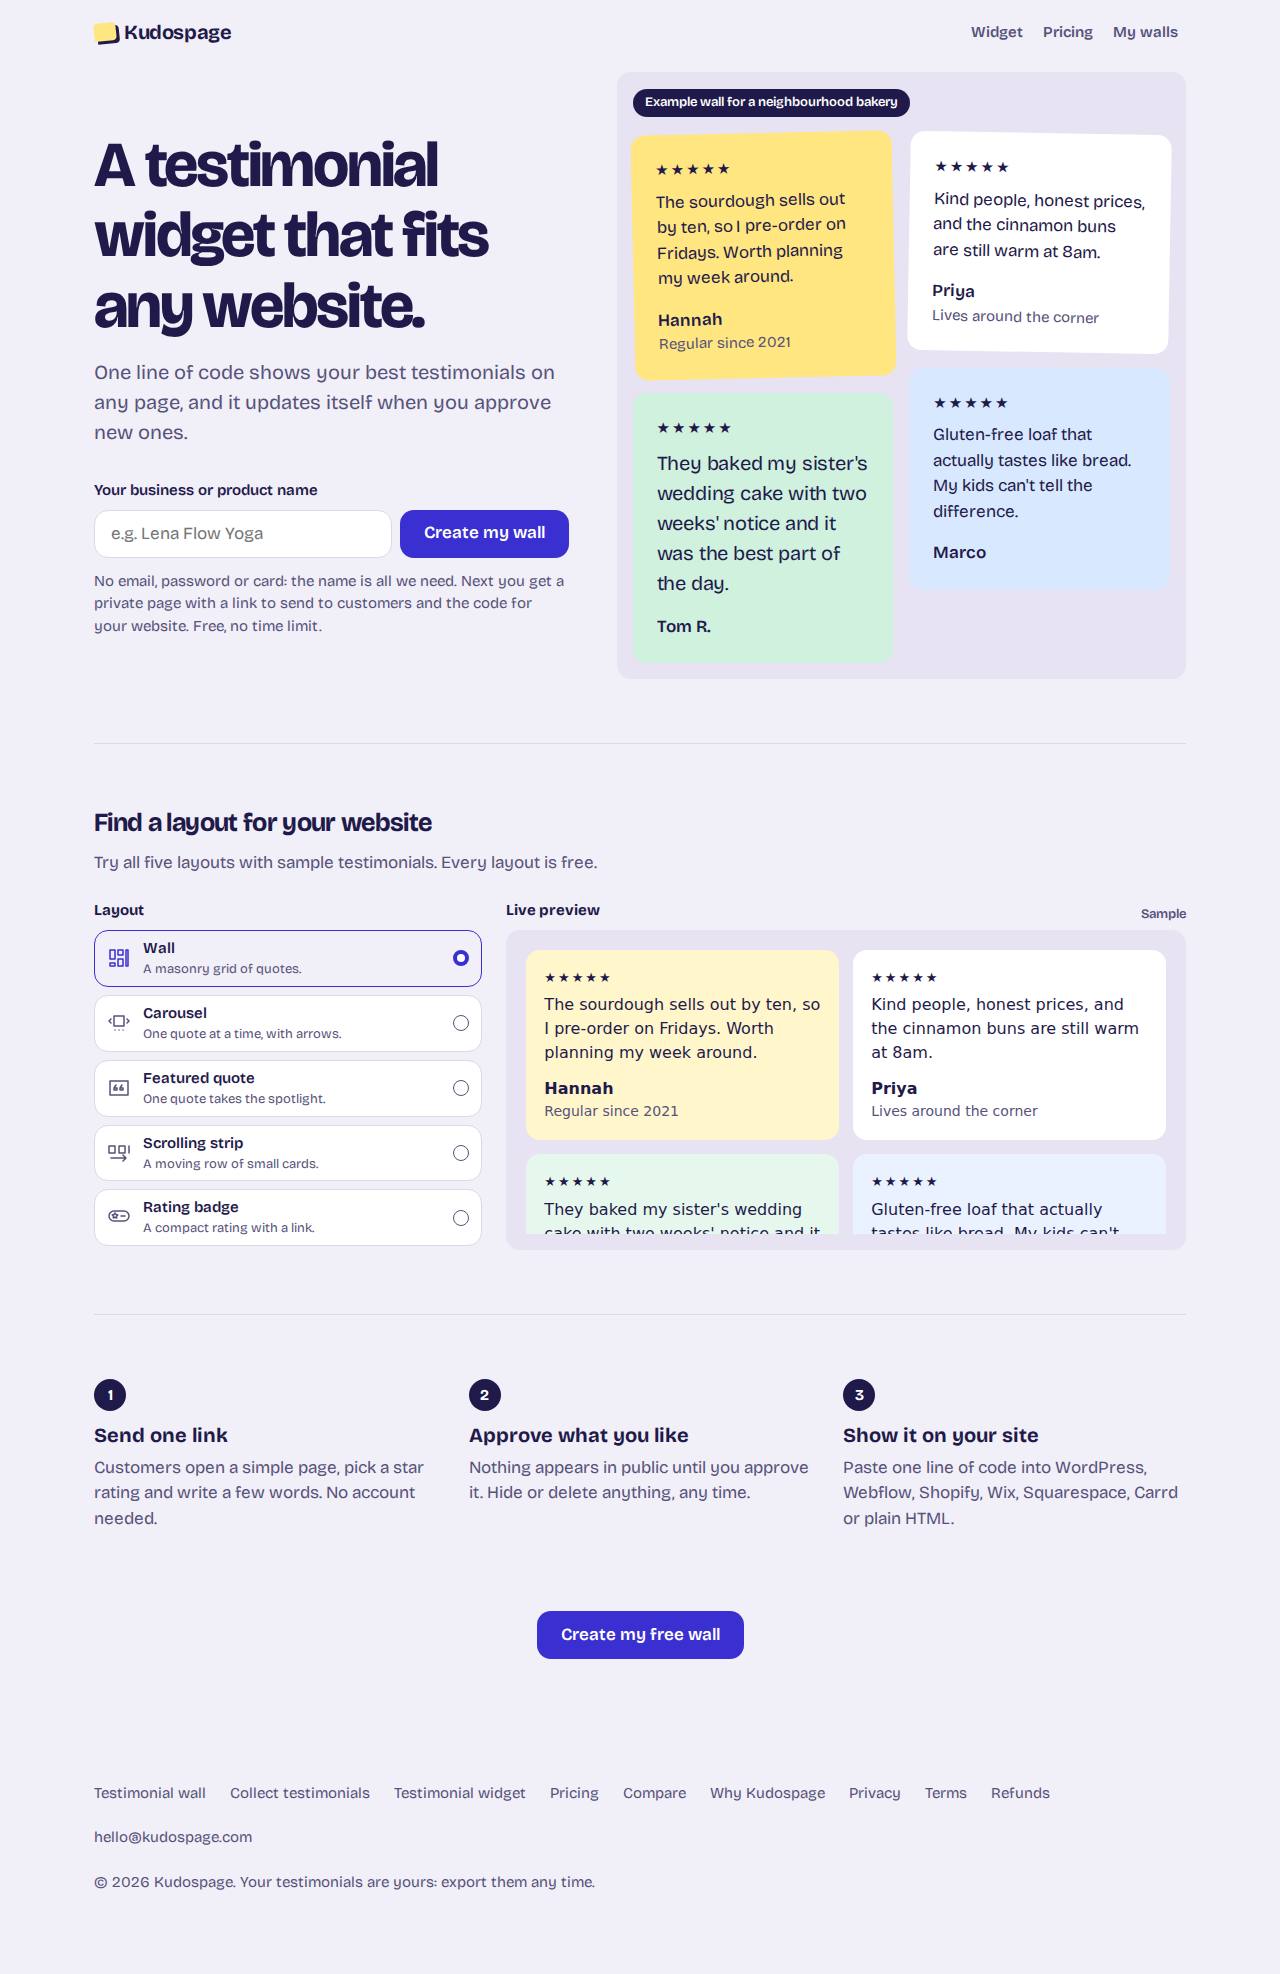 Kudospage
Widget
Pricing
My walls
A testimonial
widget that fits
any website.
One line of code shows your best testimonials on
any page, and it updates itself when you approve
new ones.
Your business or product name
e.g. Lena Flow Yoga
Create my wall
No email, password or card: the name is all we need. Next you get a
private page with a link to send to customers and the code for
your website. Free, no time limit.
Example wall for a neighbourhood bakery
★★★★★
The sourdough sells out
by ten, so I pre-order on
Fridays. Worth planning
my week around.
Hannah
Regular since 2021
★★★★★
Kind people, honest prices,
and the cinnamon buns
are still warm at 8am.
Priya
Lives around the corner
★★★★★
They baked my sister's
wedding cake with two
weeks' notice and it
was the best part of
the day.
Tom R.
★★★★★
Gluten-free loaf that
actually tastes like bread.
My kids can't tell the
difference.
Marco
Find a layout for your website
Try all five layouts with sample testimonials. Every layout is free.
Layout
Wall
A masonry grid of quotes.
Carousel
One quote at a time, with arrows.
Featured quote
One quote takes the spotlight.
Scrolling strip
A moving row of small cards.
Rating badge
A compact rating with a link.
Live preview
Sample
★★★★★
The sourdough sells out by ten, so
I pre-order on Fridays. Worth
planning my week around.
Hannah
Regular since 2021
★★★★★
Kind people, honest prices, and
the cinnamon buns are still warm
at 8am.
Priya
Lives around the corner
★★★★★
They baked my sister's wedding
cake with two weeks' notice and it
★★★★★
Gluten-free loaf that actually
tastes like bread. My kids can't
1
Send one link
Customers open a simple page, pick a star
rating and write a few words. No account
needed.
2
Approve what you like
Nothing appears in public until you approve
it. Hide or delete anything, any time.
3
Show it on your site
Paste one line of code into WordPress,
Webflow, Shopify, Wix, Squarespace, Carrd
or plain HTML.
Create my free wall
Testimonial wall
Collect testimonials
Testimonial widget
Pricing
Compare
Why Kudospage
Privacy
Terms
Refunds
hello@kudospage.com
© 2026 Kudospage. Your testimonials are yours: export them any time.